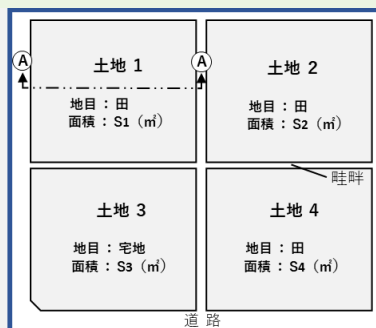 A
A
土地 1
地目 : 田
面積 : S1 (㎡)
土地 2
地目 : 田
面積 : S2 (㎡)
畦畔
土地 3
地目 : 宅地
面積 : S3 (㎡)
土地 4
地目 : 田
面積 : S4 (㎡)
道 路